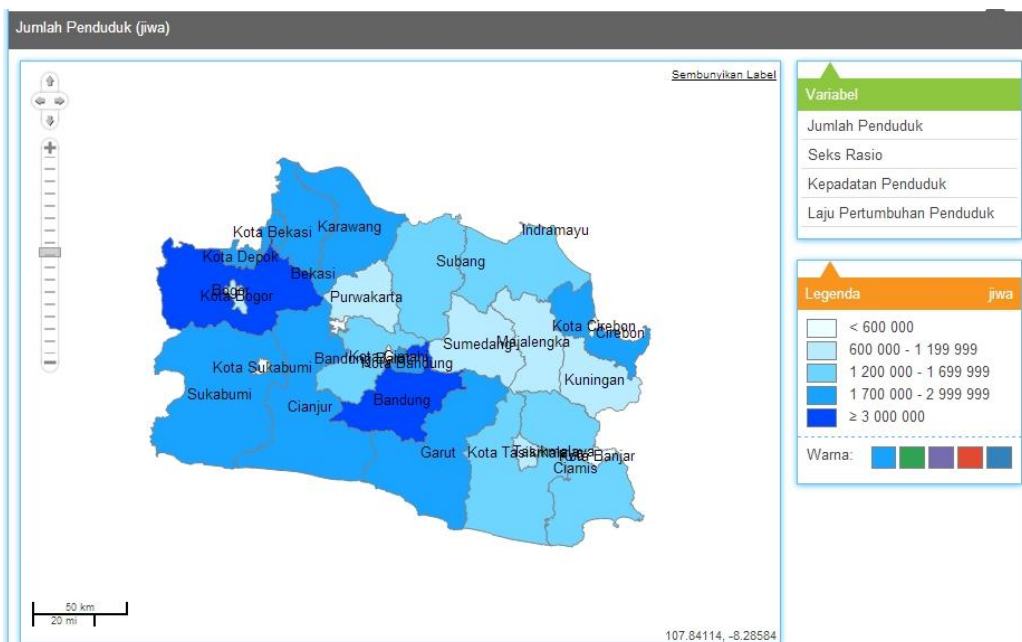 Jumlah Penduduk (jiwa)
Sembunyikan Label
Kota Bekasi
Karawang
Indramayu
Kota Depok
Bekasi
Subang
Bogor
Kota Bogor
Purwakarta
Kota Cirebon
Cirebon
Sumedang
Majalengka
Kota Bandung
Kota Sukabumi
Kuningan
Sukabumi
Cianjur
Bandung
Garut
Kota Banjar
Ciamis
50 km
20 mi
107.84114, -8.28584
Variabel
Jumlah Penduduk
Seks Rasio
Kepadatan Penduduk
Laju Pertumbuhan Penduduk
Legenda jiwa
< 600 000
600 000 - 1 199 999
1 200 000 - 1 699 999
1 700 000 - 2 999 999
≥ 3 000 000
Warna: